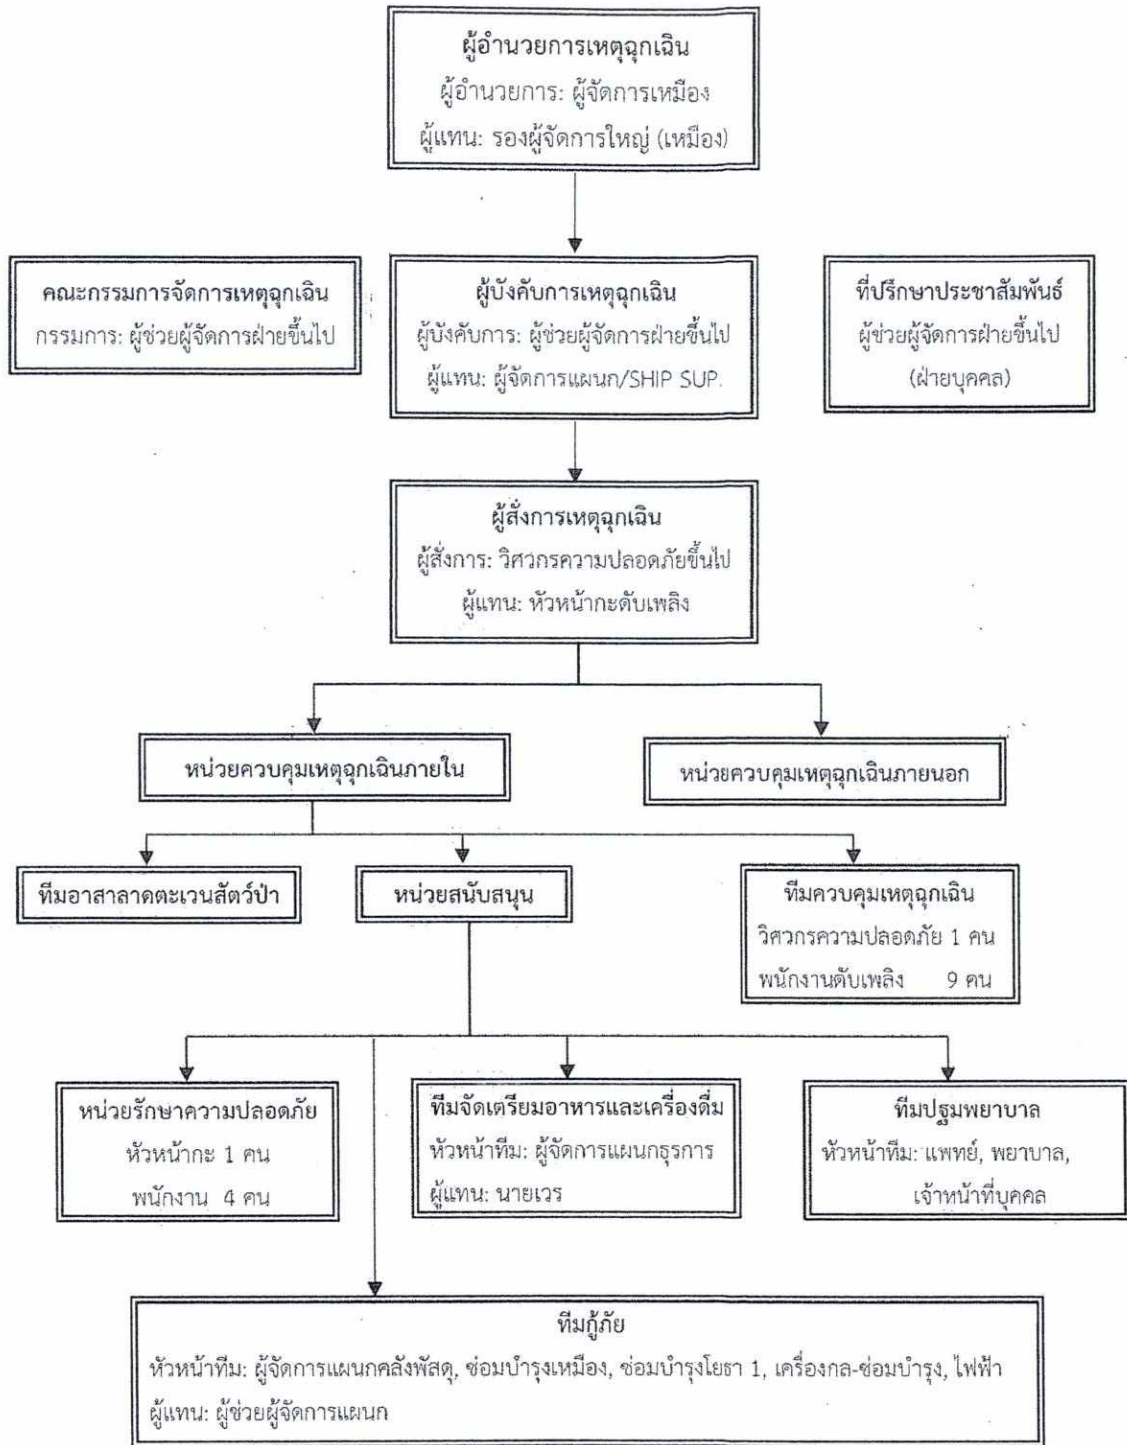 ผู้อำนวยการเหตุฉุกเฉิน
ผู้อำนวยการ: ผู้จัดการเหมือง
ผู้แทน: รองผู้จัดการใหญ่ (เหมือง)
คณะกรรมการจัดการเหตุฉุกเฉิน
กรรมการ: ผู้ช่วยผู้จัดการฝ่ายขึ้นไป
ผู้บังคับการเหตุฉุกเฉิน
ผู้บังคับการ: ผู้ช่วยผู้จัดการฝ่ายขึ้นไป
ผู้แทน: ผู้จัดการแผนก/SHIP SUP.
ที่ปรึกษาประชาสัมพันธ์
ผู้ช่วยผู้จัดการฝ่ายขึ้นไป
(ฝ่ายบุคคล)
ผู้สั่งการเหตุฉุกเฉิน
ผู้สั่งการ: วิศวกรความปลอดภัยขึ้นไป
ผู้แทน: หัวหน้ากะดับเพลิง
หน่วยควบคุมเหตุฉุกเฉินภายใน
หน่วยควบคุมเหตุฉุกเฉินภายนอก
ทีมอาสาลาดตะเวนสัตว์ป่า
หน่วยสนับสนุน
ทีมควบคุมเหตุฉุกเฉิน
วิศวกรความปลอดภัย 1 คน
พนักงานดับเพลิง 9 คน
หน่วยรักษาความปลอดภัย
หัวหน้ากะ 1 คน
พนักงาน 4 คน
ทีมจัดเตรียมอาหารและเครื่องดื่ม
หัวหน้าทีม: ผู้จัดการแผนกธุรการ
ผู้แทน: นายเวร
ทีมปฐมพยาบาล
หัวหน้าทีม: แพทย์, พยาบาล,
เจ้าหน้าที่บุคคล
ทีมกู้ภัย
หัวหน้าทีม: ผู้จัดการแผนกคลังพัสดุ, ซ่อมบำรุงเหมือง, ซ่อมบำรุงโยธา 1, เครื่องกล-ซ่อมบำรุง, ไฟฟ้า
ผู้แทน: ผู้ช่วยผู้จัดการแผนก